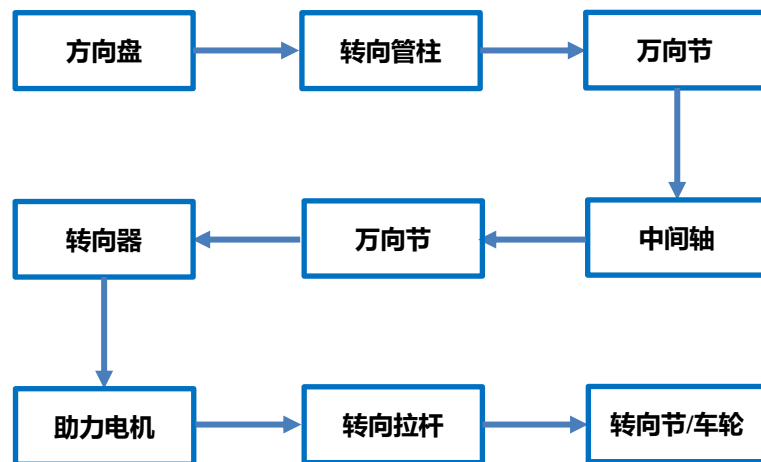 方向盘
转向管柱
万向节
转向器
万向节
中间轴
助力电机
转向拉杆
转向节/车轮